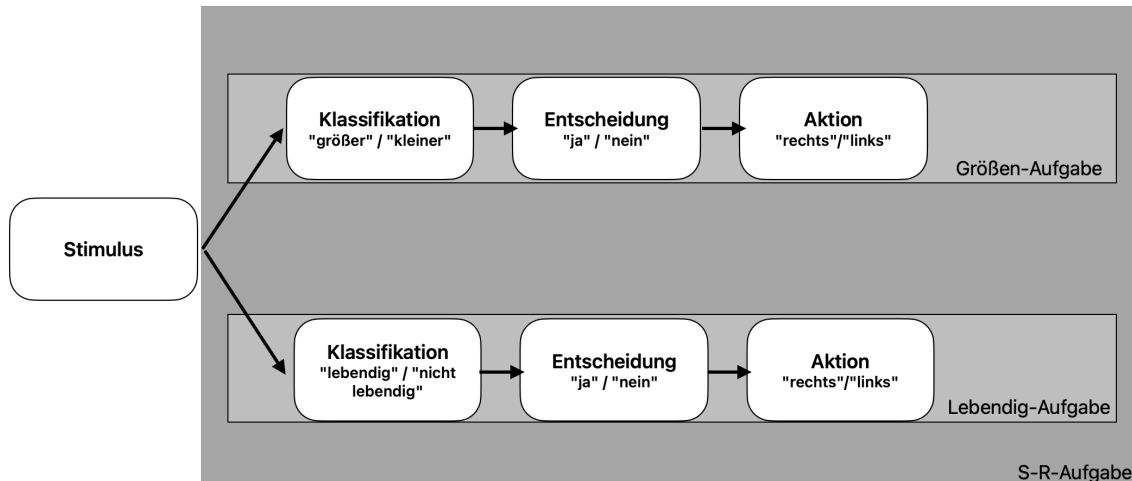 Klassifikation
"größer" / "kleiner"
Entscheidung
"ja" / "nein"
Aktion
"rechts"/"links"
Größen-Aufgabe
Stimulus
Klassifikation
"lebendig" / "nicht
lebendig"
Entscheidung
"ja" / "nein"
Aktion
"rechts"/"links"
Lebendig-Aufgabe
S-R-Aufgabe